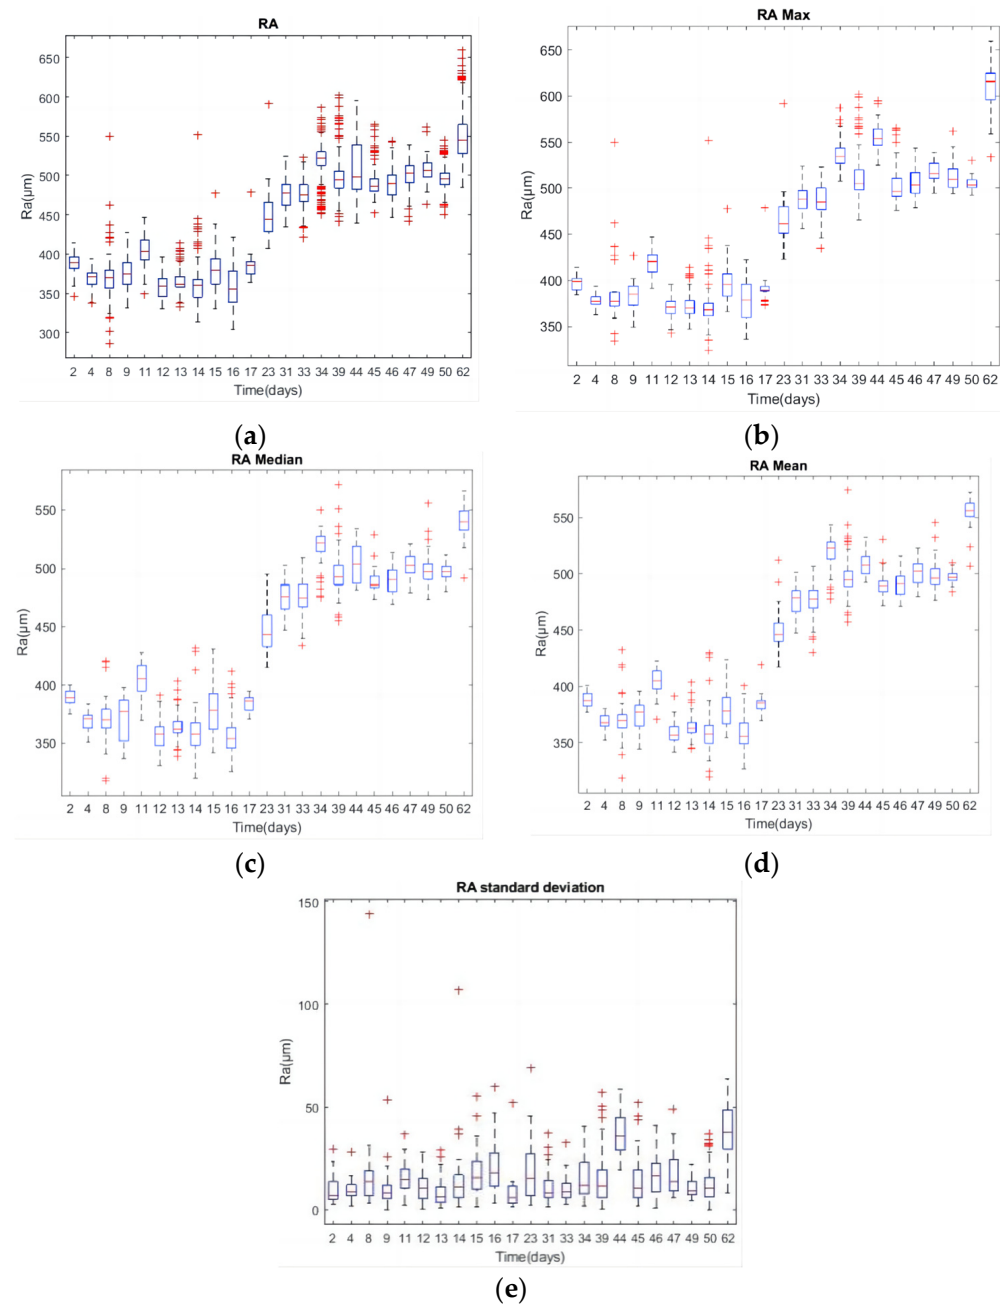 RA
650
600
550
500
450
400
350
300
Ra(μm)
2 4 8 9 11 12 13 14 15 16 17 23 31 33 34 39 44 45 46 47 49 50 62
Time(days)
(a)
RA Max
650
600
550
500
450
400
350
Ra(μm)
2 4 8 9 11 12 13 14 15 16 17 23 31 33 34 39 44 45 46 47 49 50 62
Time(days)
(b)
RA Median
550
500
450
400
350
Ra(μm)
2 4 8 9 11 12 13 14 15 16 17 23 31 33 34 39 44 45 46 47 49 50 62
Time(days)
(c)
RA Mean
550
500
450
400
350
Ra(μm)
2 4 8 9 11 12 13 14 15 16 17 23 31 33 34 39 44 45 46 47 49 50 62
Time(days)
(d)
RA standard deviation
150
100
50
0
Ra(μm)
2 4 8 9 11 12 13 14 15 16 17 23 31 33 34 39 44 45 46 47 49 50 62
Time(days)
(e)